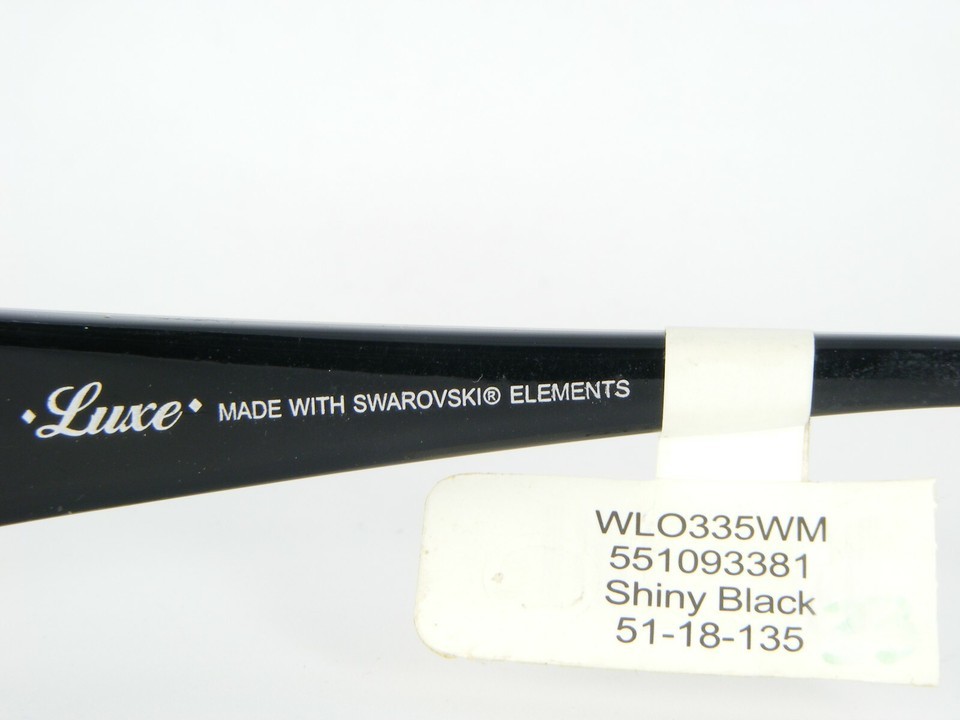 Luxe MADE WITH SWAROVSKI® ELEMENTS
WLO335WM
551093381
Shiny Black
51-18-135